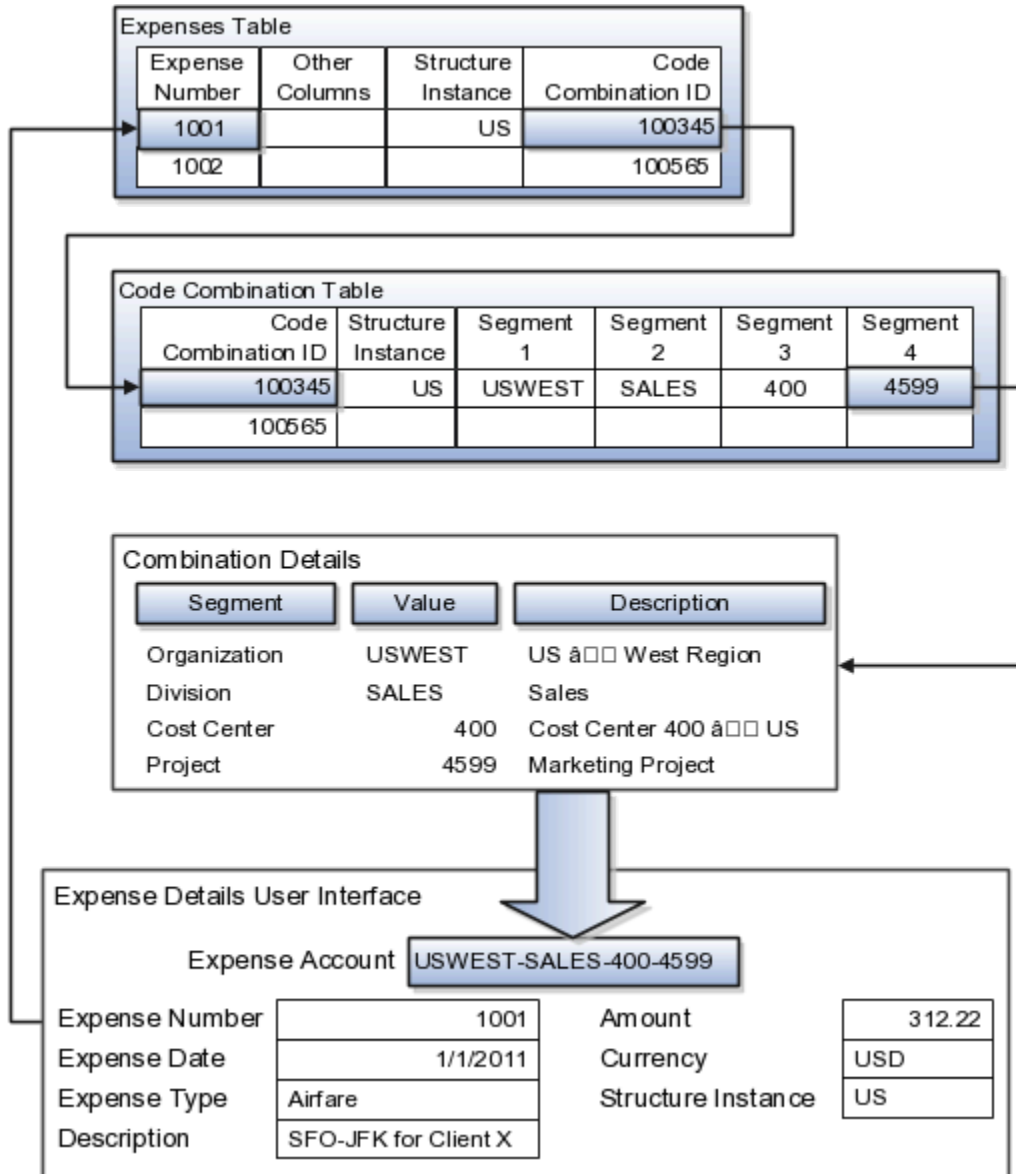 Expenses Table
Expense Number Other Columns Structure Instance Code Combination ID
1001 US 100345
1002 100565
Code Combination Table
Code Combination ID Structure Instance Segment 1 Segment 2 Segment 3 Segment 4
100345 US USWEST SALES 400 4599
100565
Combination Details
Segment Value Description
Organization USWEST US â□□ West Region
Division SALES Sales
Cost Center 400 Cost Center 400 â□□ US
Project 4599 Marketing Project
Expense Details User Interface
Expense Account USWEST-SALES-400-4599
Expense Number 1001 Amount 312.22
Expense Date 1/1/2011 Currency USD
Expense Type Airfare Structure Instance US
Description SFO-JFK for Client X